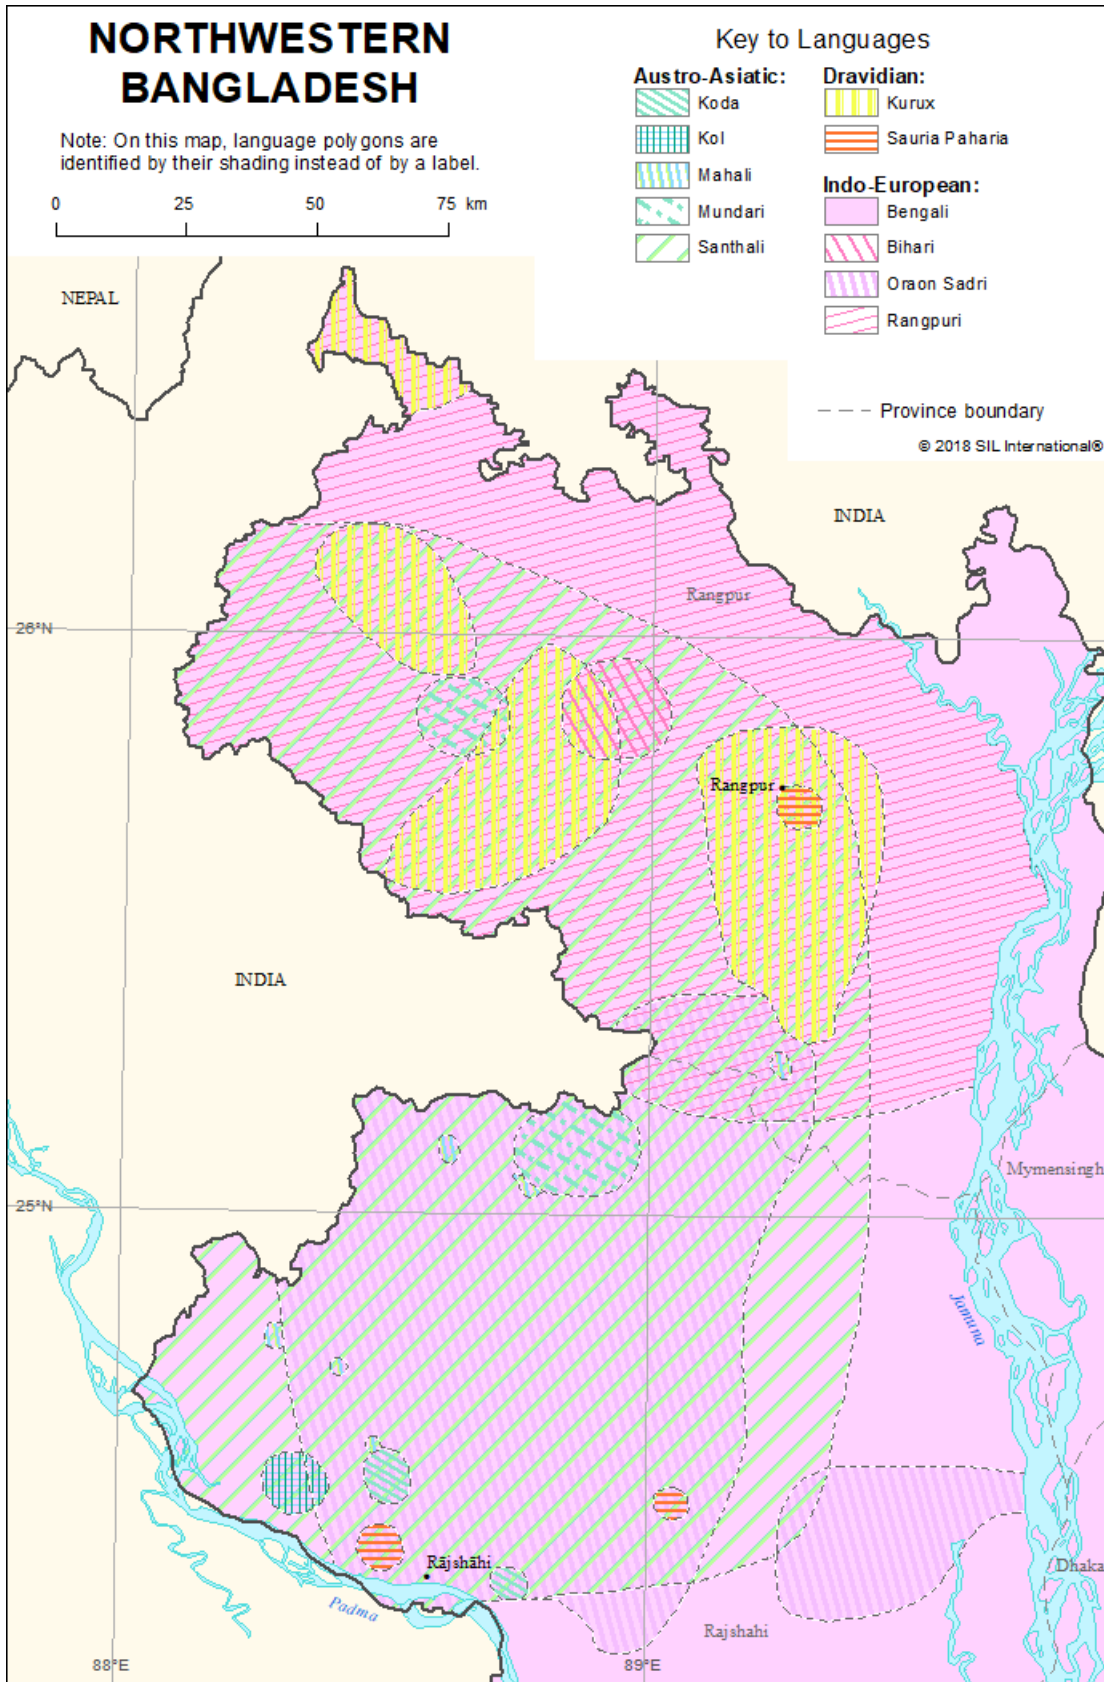 NORTHWESTERN
BANGLADESH
Note: On this map, language polygons are
identified by their shading instead of by a label.
0 25 50 75 km
Key to Languages
Austro-Asiatic:
Koda
Kol
Mahali
Mundari
Santhali
Dravidian:
Kurux
Sauria Paharia
Indo-European:
Bengali
Bihari
Oraon Sadri
Rangpuri
Province boundary
© 2018 SIL International®
NEPAL
INDIA
Rangpur
26°N
Rangpur
INDIA
Mymensingh
25°N
Jamuna
Rājshāhi
Dhaka
Padma
Rajshahi
88°E
89°E